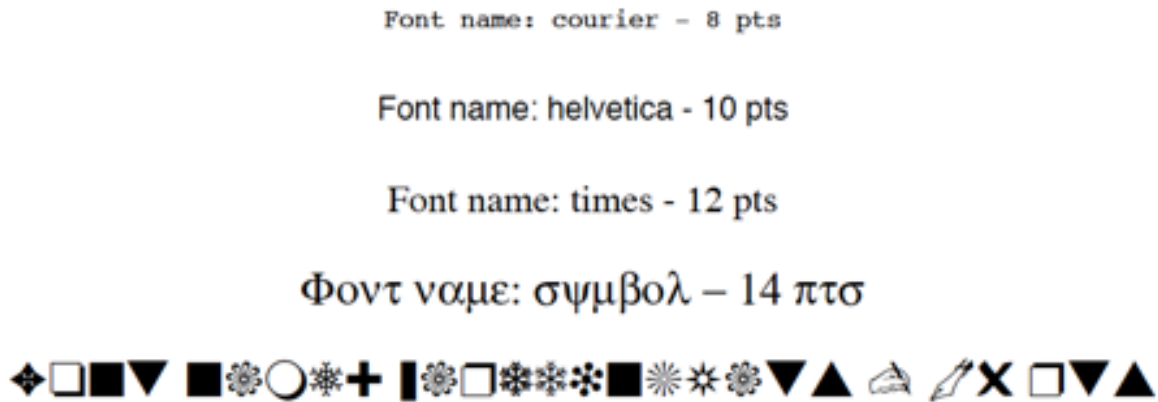 Font name: courier - 8 pts
Font name: helvetica - 10 pts
Font name: times - 12 pts
Φοντ ναμε: σψμβολ – 14 πτσ
✦❏■▼ ■❁❍❅✚ ❚❁❐❆❄❉■❇❂❁▼▲ ✍ ✑✖ ❐▼▲